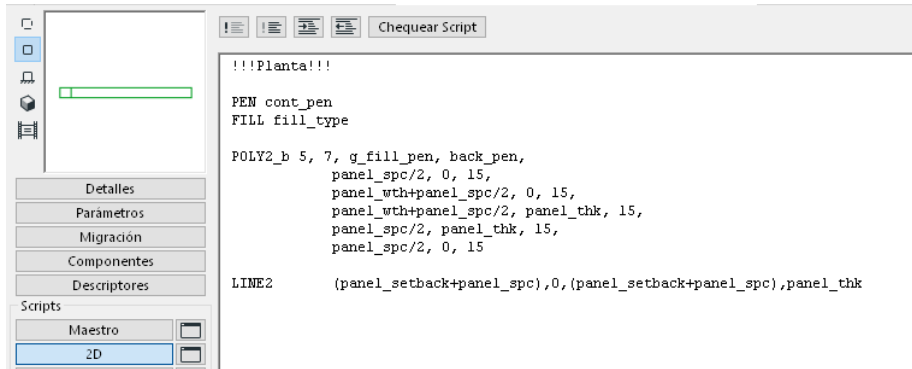 Chequear Script
!!!Planta!!!
PEN cont_pen
FILL fill_type
POLY2_b 5, 7, g_fill_pen, back_pen,
panel_spc/2, 0, 15,
panel_wth+panel_spc/2, 0, 15,
panel_wth+panel_spc/2, panel_thk, 15,
panel_spc/2, panel_thk, 15,
panel_spc/2, 0, 15
LINE2 (panel_setback+panel_spc),0,(panel_setback+panel_spc),panel_thk
Detalles
Parámetros
Migración
Componentes
Descriptores
Scripts
Maestro
2D